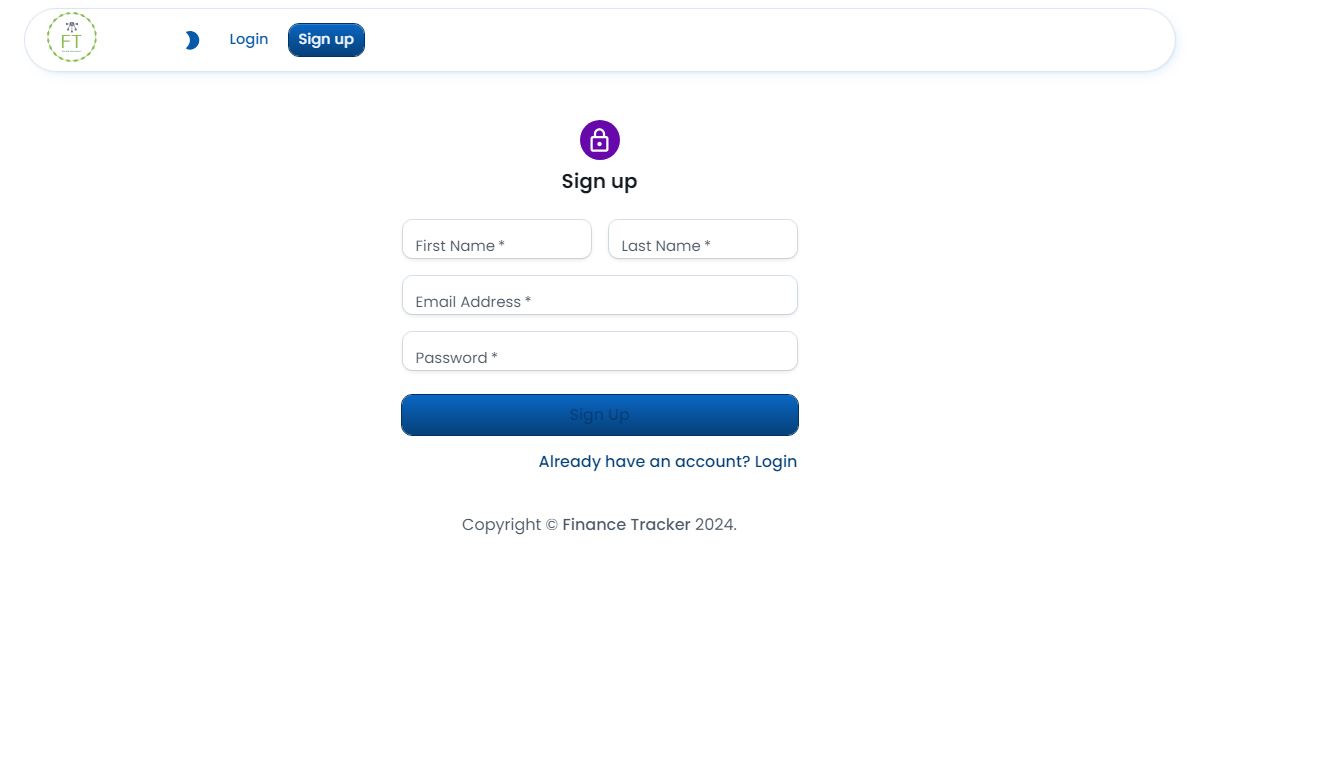 FT
Login
Sign up
Sign up
First Name *
Last Name *
Email Address *
Password *
Sign Up
Already have an account? Login
Copyright © Finance Tracker 2024.